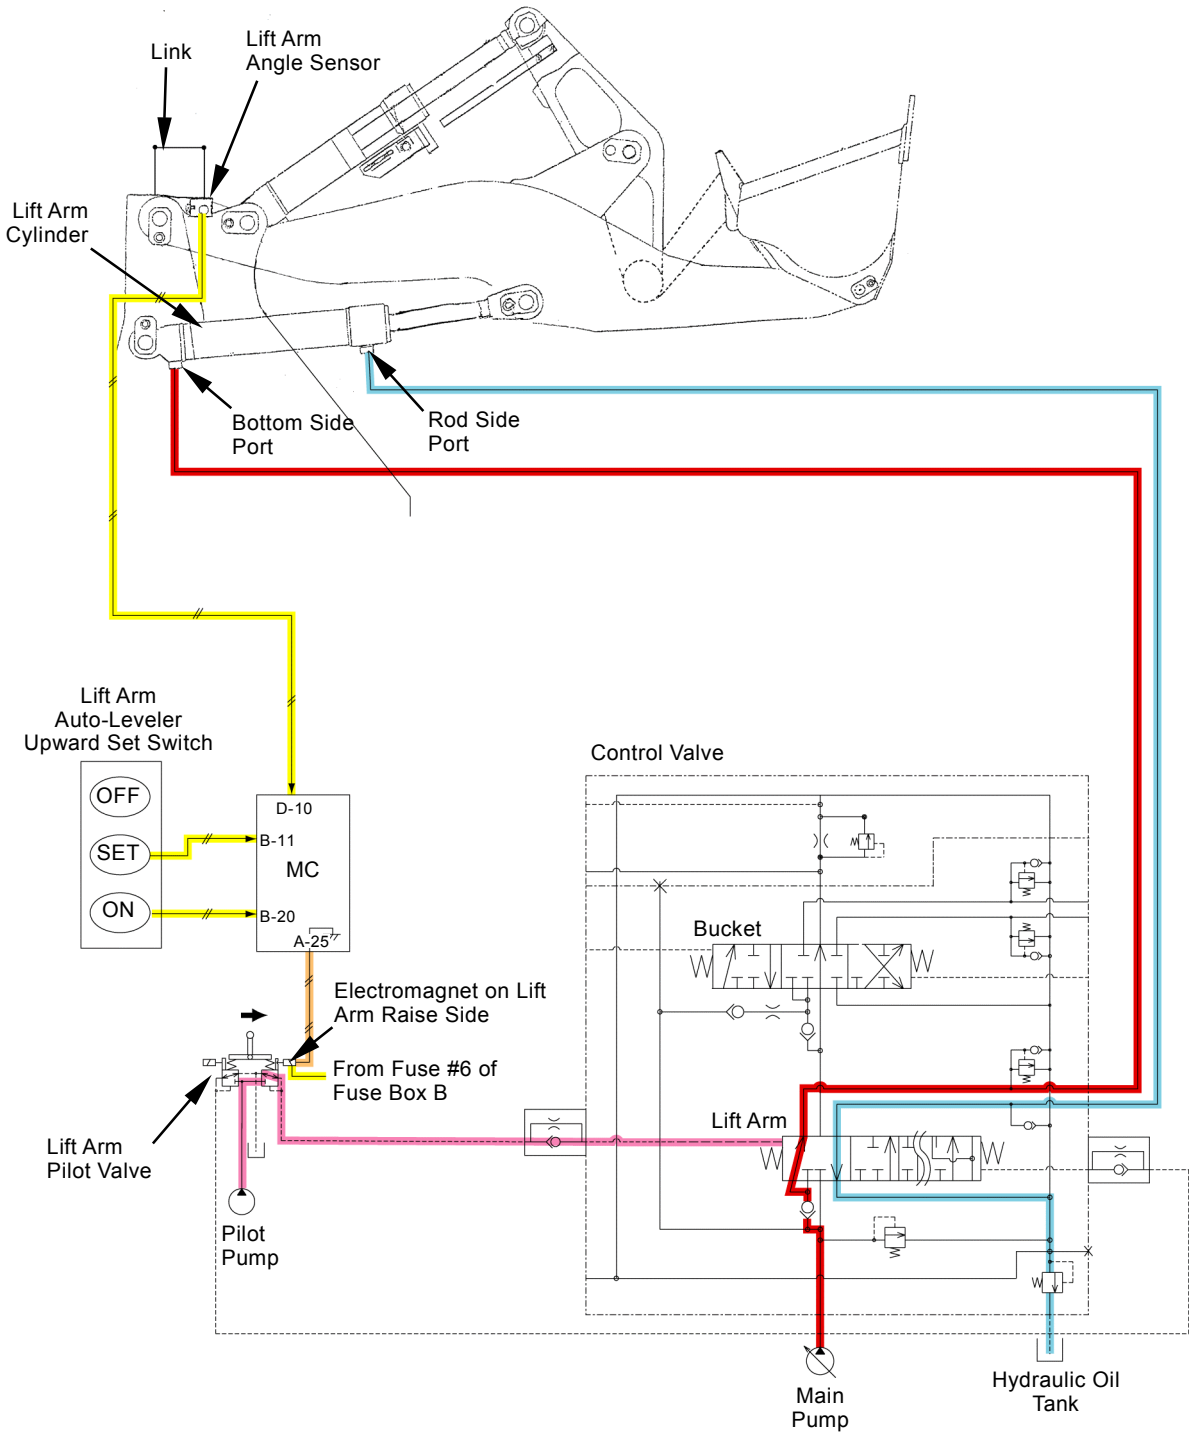 Link
Lift Arm
Angle Sensor
Lift Arm
Cylinder
Bottom Side
Port
Rod Side
Port
Lift Arm
Auto-Leveler
Upward Set Switch
OFF
SET
ON
D-10
B-11
MC
B-20
A-25
Control Valve
Bucket
Electromagnet on Lift
Arm Raise Side
From Fuse #6 of
Fuse Box B
Lift Arm
Lift Arm
Pilot Valve
Pilot
Pump
Main
Pump
Hydraulic Oil
Tank